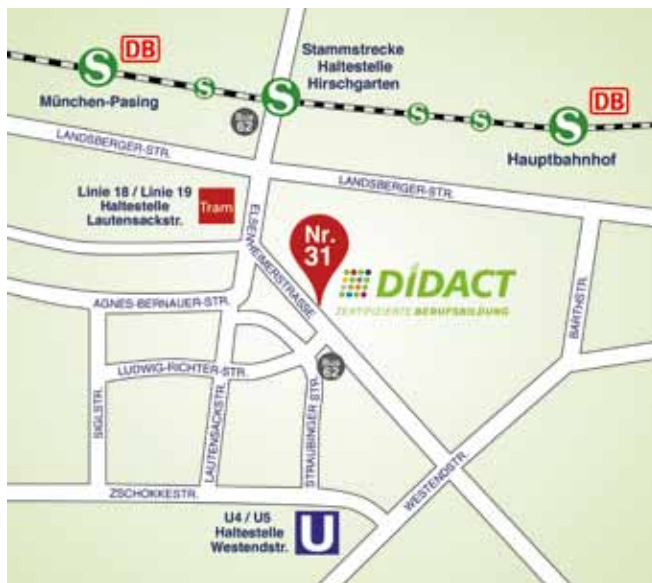 DB
S
München-Pasing
S
Stammstrecke
Haltestelle
Hirschgarten
S
S
S
DB
S
Hauptbahnhof
BUS
62
LANDSBERGER-STR.
LANDSBERGER-STR.
Linie 18 / Linie 19
Haltestelle
Lautensackstr.
Tram
ELSENHEIMERSTRASSE
Nr.
31
DIDACT
ZERTIFIZIERTE BERUFSBILDUNG
BARTHSTR.
AGNES-BERNAUER-STR.
LUDWIG-RICHTER-STR.
BUS
62
SIGLSTR.
LAUTENSACKSTR.
STRAUBINGER STR.
WESTENDSTR.
ZSCHOKKESTR.
U4 / U5
Haltestelle
Westendstr.
U